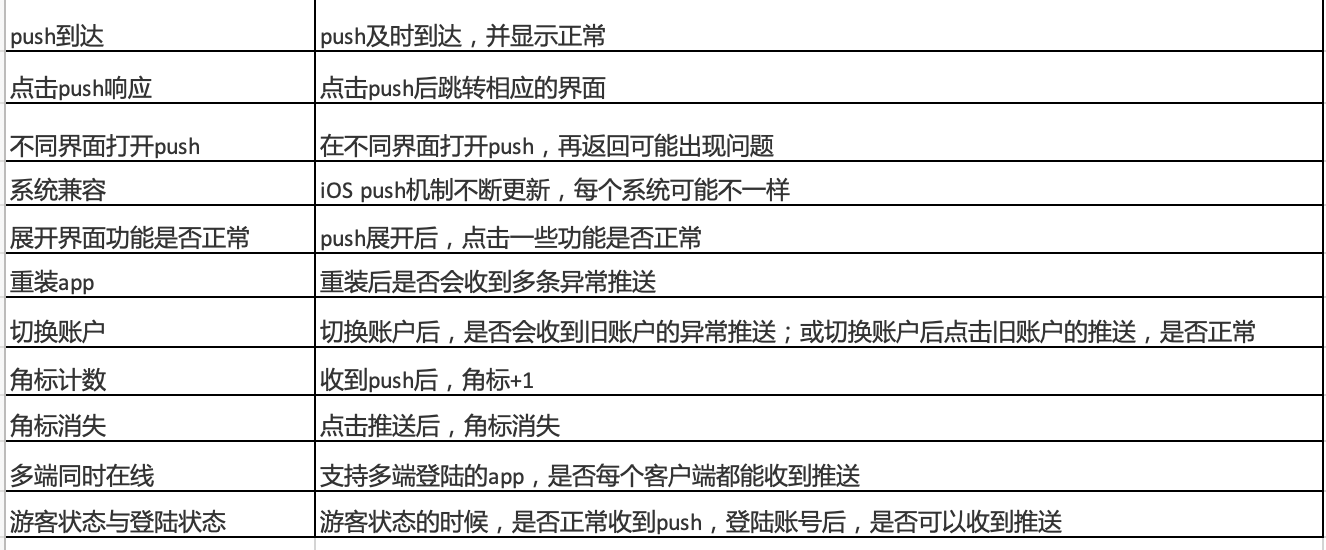 push到达 push及时到达，并显示正常
点击push响应 点击push后跳转相应的界面
不同界面打开push 在不同界面打开push，再返回可能出现问题
系统兼容 iOS push机制不断更新，每个系统可能不一样
展开界面功能是否正常 push展开后，点击一些功能是否正常
重装app 重装后是否会收到多条异常推送
切换账户 切换账户后，是否会收到旧账户的异常推送；或切换账户后点击旧账户的推送，是否正常
角标计数 收到push后，角标+1
角标消失 点击推送后，角标消失
多端同时在线 支持多端登陆的app，是否每个客户端都能收到推送
游客状态与登陆状态 游客状态的时候，是否正常收到push，登陆账号后，是否可以收到推送